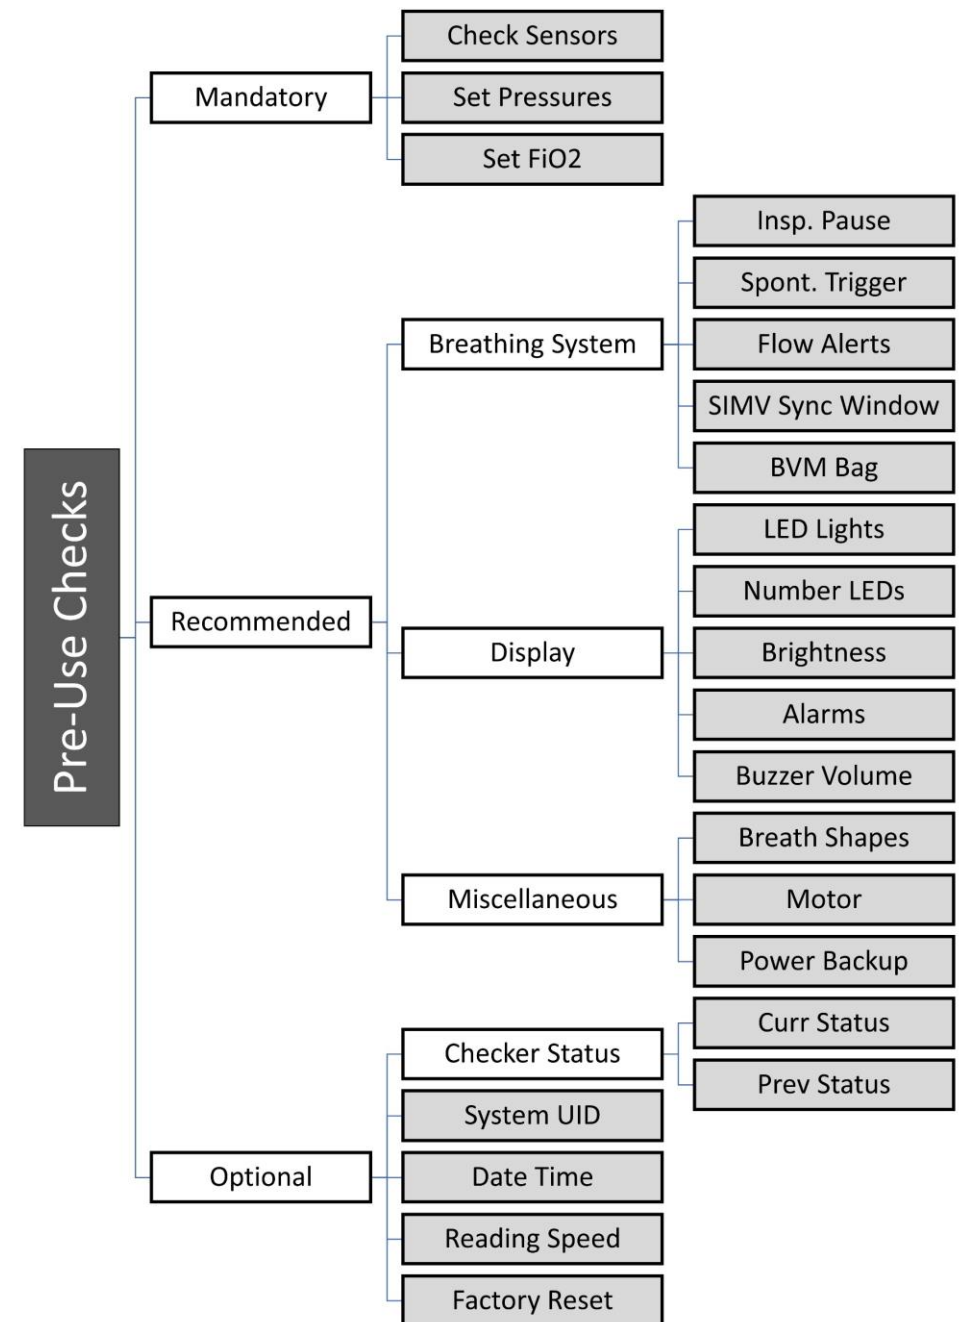 Pre-Use Checks
Mandatory
Check Sensors
Set Pressures
Set FiO2
Recommended
Breathing System
Insp. Pause
Spont. Trigger
Flow Alerts
SIMV Sync Window
BVM Bag
Display
LED Lights
Number LEDs
Brightness
Alarms
Buzzer Volume
Miscellaneous
Breath Shapes
Motor
Power Backup
Optional
Checker Status
Curr Status
Prev Status
System UID
Date Time
Reading Speed
Factory Reset